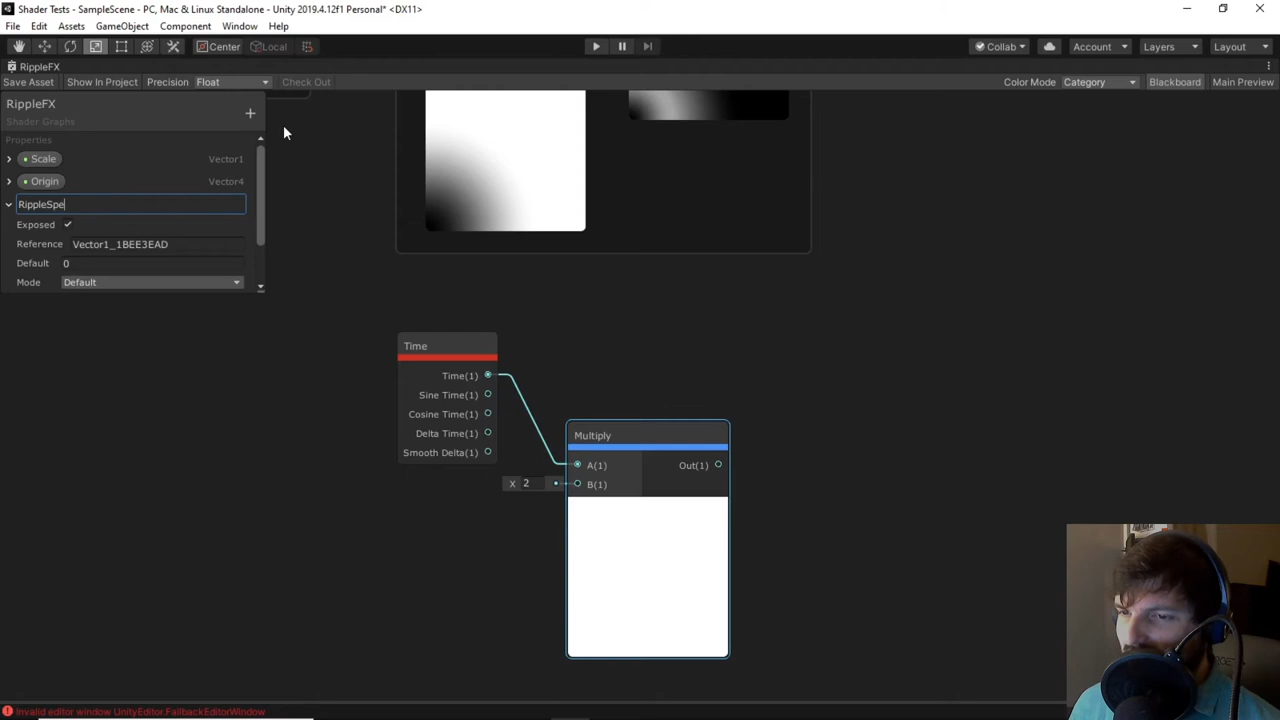 Shader Tests - SampleScene - PC, Mac & Linux Standalone - Unity 2019.4.12f1 Personal* <DX11>
File Edit Assets GameObject Component Window Help
Center Local Collab Account Layers Layout
RippleFX
Save Asset Show In Project Precision Float Check Out Color Mode Category Blackboard Main Preview
RippleFX
Shader Graphs
Properties
Scale Vector1
Origin Vector4
RippleSpe
Exposed
Reference Vector1_1BEE3EAD
Default 0
Mode Default
Time
Time(1)
Sine Time(1)
Cosine Time(1)
Delta Time(1)
Smooth Delta(1)
Multiply
A(1) Out(1)
X 2 B(1)
Invalid editor window UnityEditor.FallbackEditorWindow